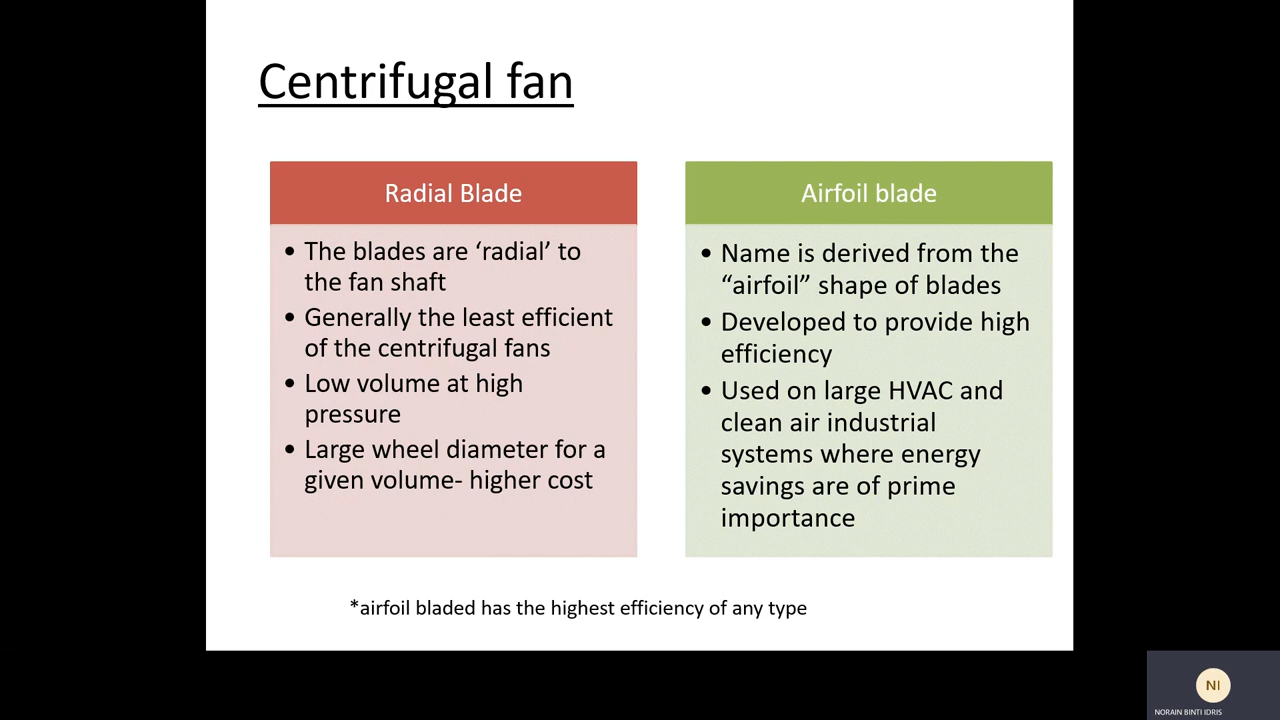 Centrifugal fan
Radial Blade
• The blades are ‘radial’ to
the fan shaft
• Generally the least efficient
of the centrifugal fans
• Low volume at high
pressure
• Large wheel diameter for a
given volume- higher cost
Airfoil blade
• Name is derived from the
“airfoil” shape of blades
• Developed to provide high
efficiency
• Used on large HVAC and
clean air industrial
systems where energy
savings are of prime
importance
*airfoil bladed has the highest efficiency of any type
NI
NORAIN BINTI IDRIS